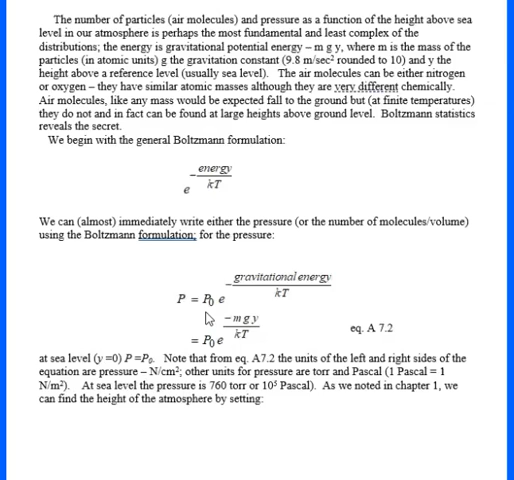 The number of particles (air molecules) and pressure as a function of the height above sea
level in our atmosphere is perhaps the most fundamental and least complex of the
distributions; the energy is gravitational potential energy – m g y, where m is the mass of the
particles (in atomic units) g the gravitation constant (9.8 m/sec² rounded to 10) and y the
height above a reference level (usually sea level). The air molecules can be either nitrogen
or oxygen – they have similar atomic masses although they are very different chemically.
Air molecules, like any mass would be expected fall to the ground but (at finite temperatures)
they do not and in fact can be found at large heights above ground level. Boltzmann statistics
reveals the secret.
We begin with the general Boltzmann formulation:
e^(-energy/kT)
We can (almost) immediately write either the pressure (or the number of molecules/volume)
using the Boltzmann formulation; for the pressure:
P = P₀ e^(-gravitational energy/kT)
= P₀ e^(-m g y/kT) eq. A 7.2
at sea level (y =0) P =P₀. Note that from eq. A7.2 the units of the left and right sides of the
equation are pressure – N/cm²; other units for pressure are torr and Pascal (1 Pascal = 1
N/m²). At sea level the pressure is 760 torr or 10⁵ Pascal). As we noted in chapter 1, we
can find the height of the atmosphere by setting: